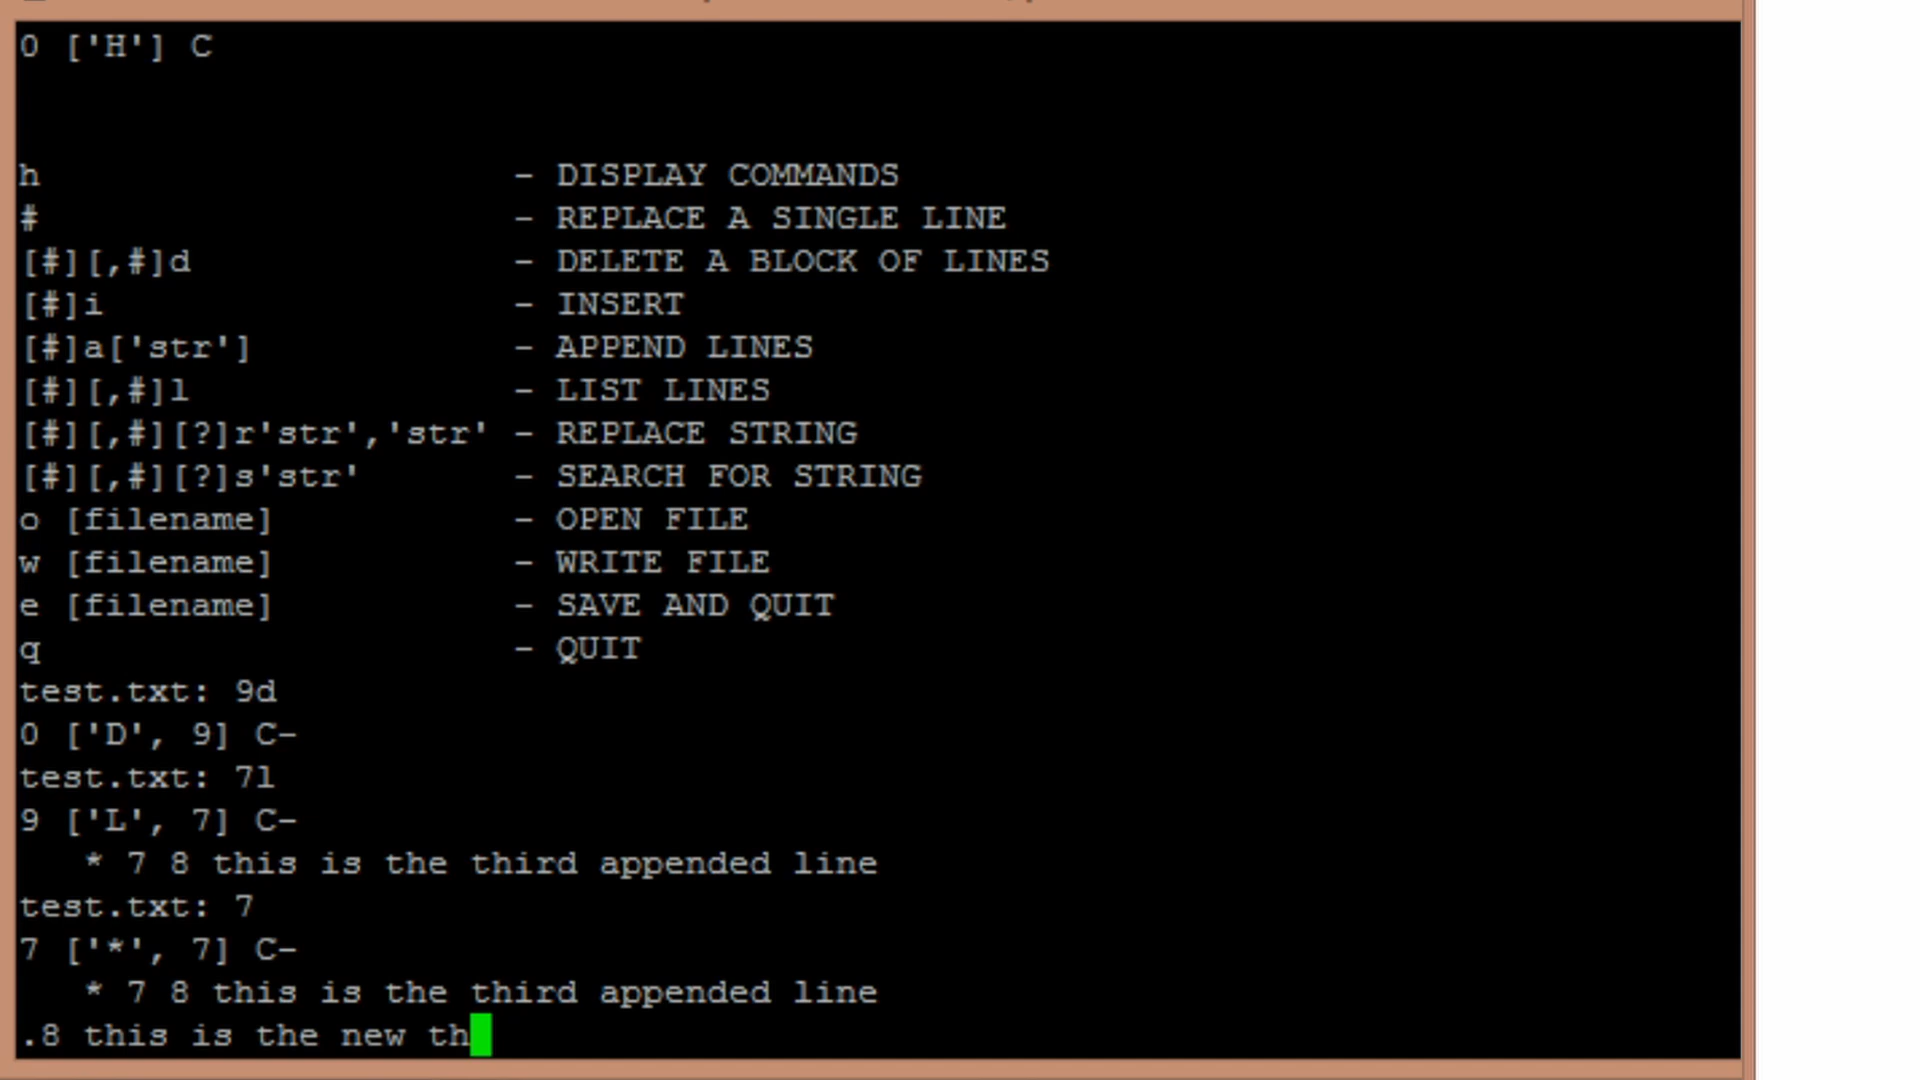 0 ['H'] C
h                      - DISPLAY COMMANDS
#                      - REPLACE A SINGLE LINE
[#][,#]d               - DELETE A BLOCK OF LINES
[#]i                   - INSERT
[#]a['str']            - APPEND LINES
[#][,#]l               - LIST LINES
[#][,#][?]r'str','str' - REPLACE STRING
[#][,#][?]s'str'       - SEARCH FOR STRING
o [filename]           - OPEN FILE
w [filename]           - WRITE FILE
e [filename]           - SAVE AND QUIT
q                      - QUIT
test.txt: 9d
0 ['D', 9] C-
test.txt: 7l
9 ['L', 7] C-
   * 7 8 this is the third appended line
test.txt: 7
7 ['*', 7] C-
   * 7 8 this is the third appended line
.8 this is the new th